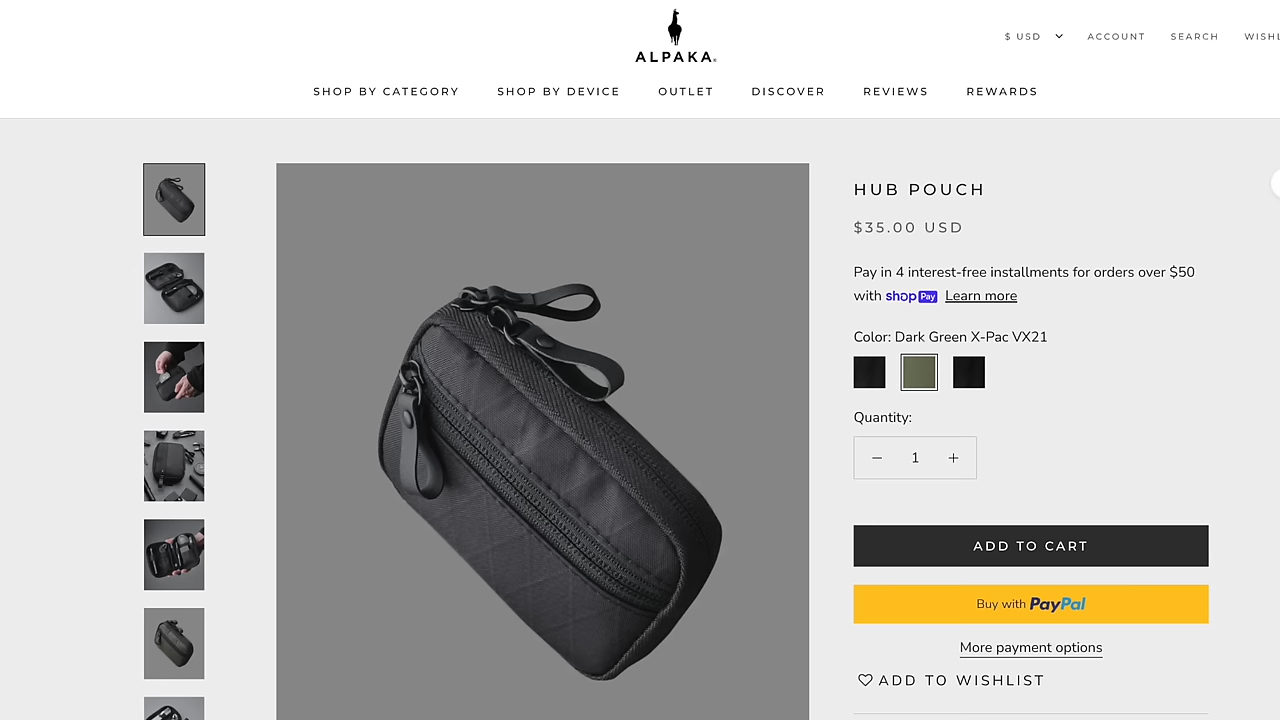 ALPAKA
$ USD
ACCOUNT
SEARCH
WISHL
SHOP BY CATEGORY
SHOP BY DEVICE
OUTLET
DISCOVER
REVIEWS
REWARDS
HUB POUCH
$35.00 USD
Pay in 4 interest-free installments for orders over $50
with shop Pay Learn more
Color: Dark Green X-Pac VX21
Quantity:
1
ADD TO CART
Buy with PayPal
More payment options
ADD TO WISHLIST